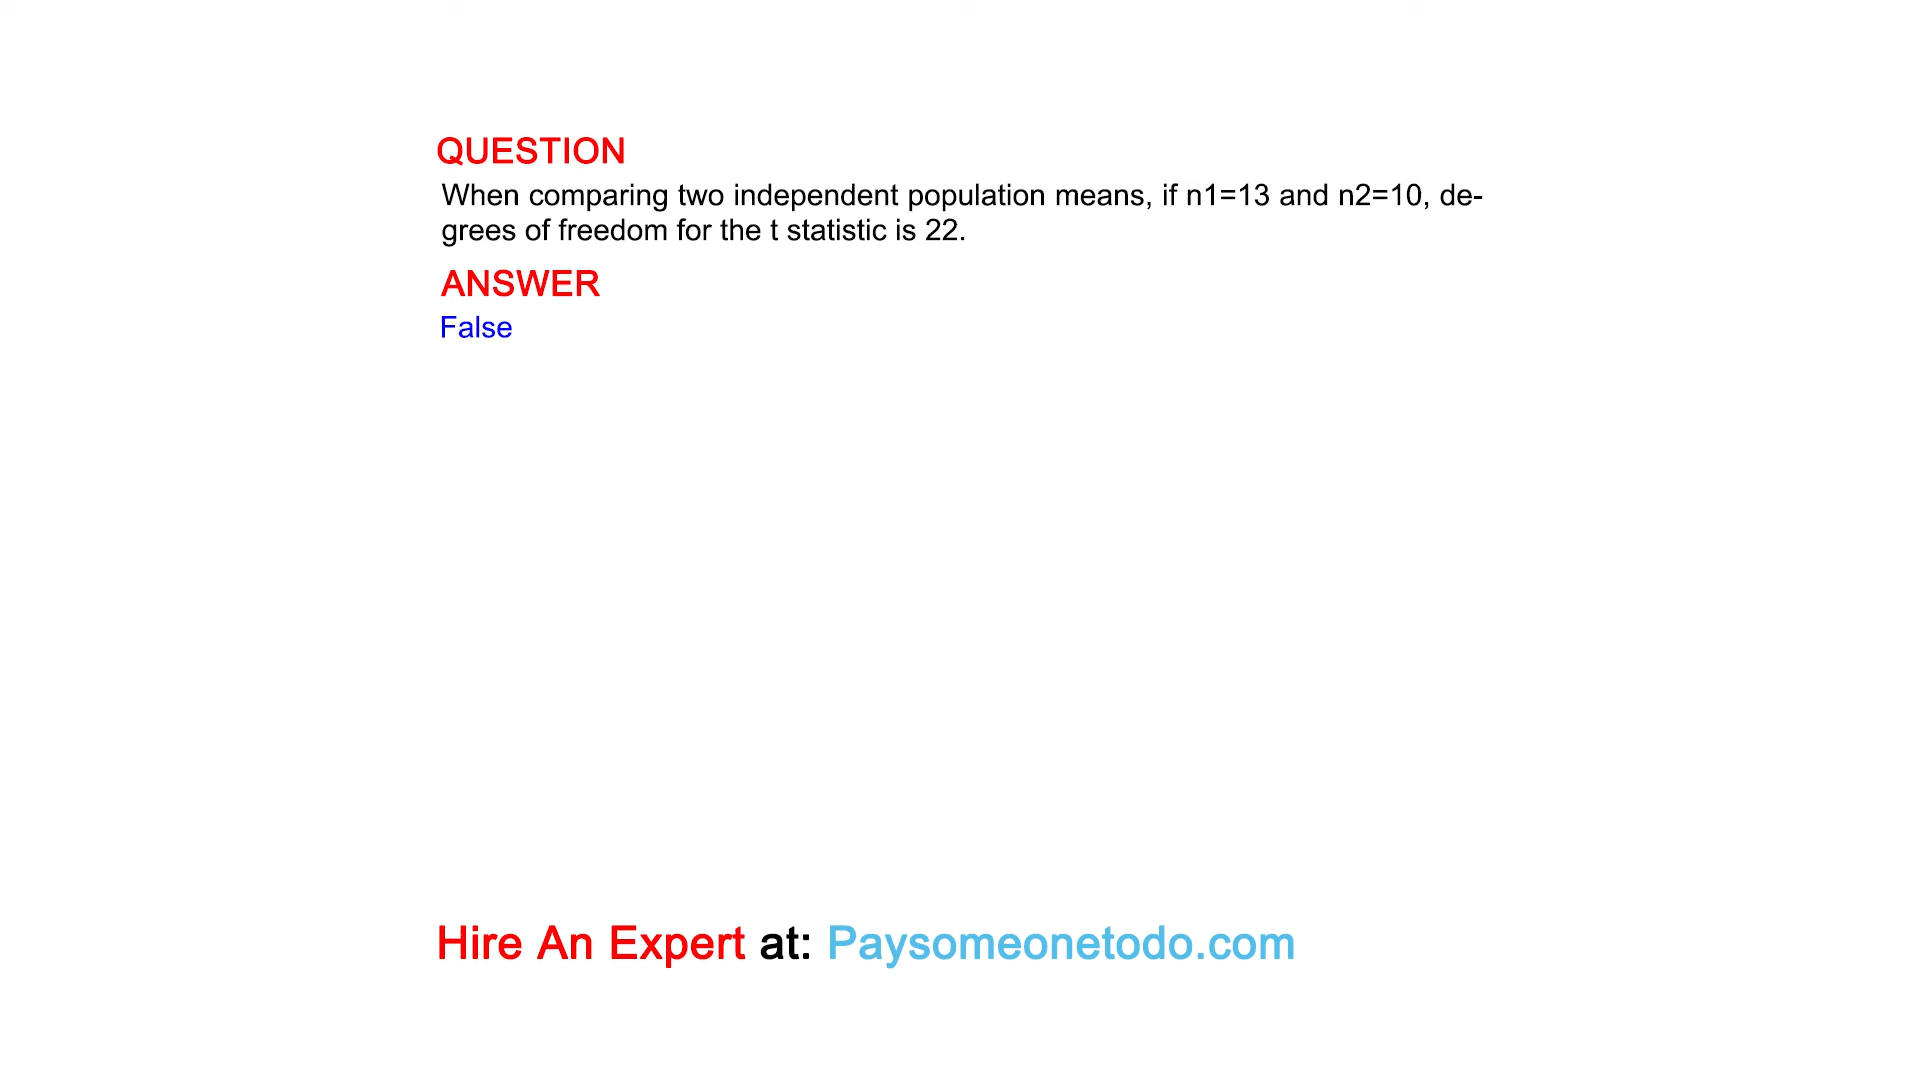 QUESTION
When comparing two independent population means, if n1=13 and n2=10, de-
grees of freedom for the t statistic is 22.
ANSWER
False
Hire An Expert at: Paysomeonetodo.com